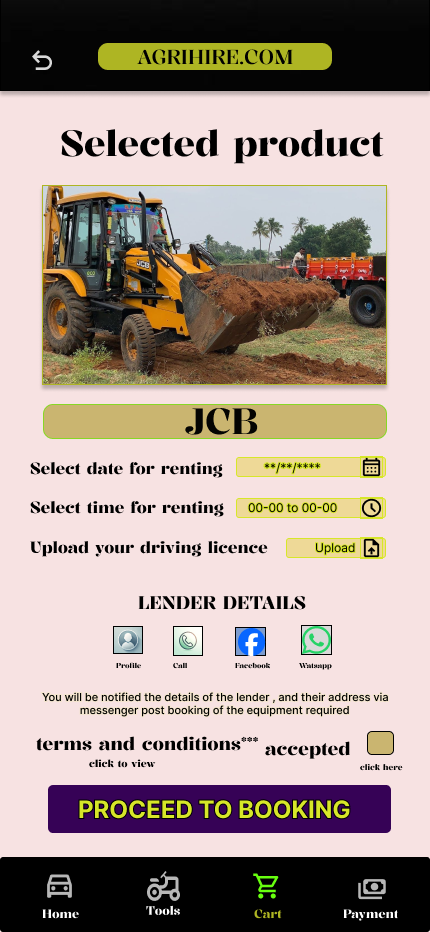 AGRIHIRE.COM
Selected product
JCB
JCB
Select date for renting **/**/****
Select time for renting 00-00 to 00-00
Upload your driving licence Upload
LENDER DETAILS
Profile Call Facebook Watsapp
You will be notified the details of the lender , and their address via
messenger post booking of the equipment required
terms and conditions*** accepted
click to view click here
PROCEED TO BOOKING
Home Tools Cart Payment